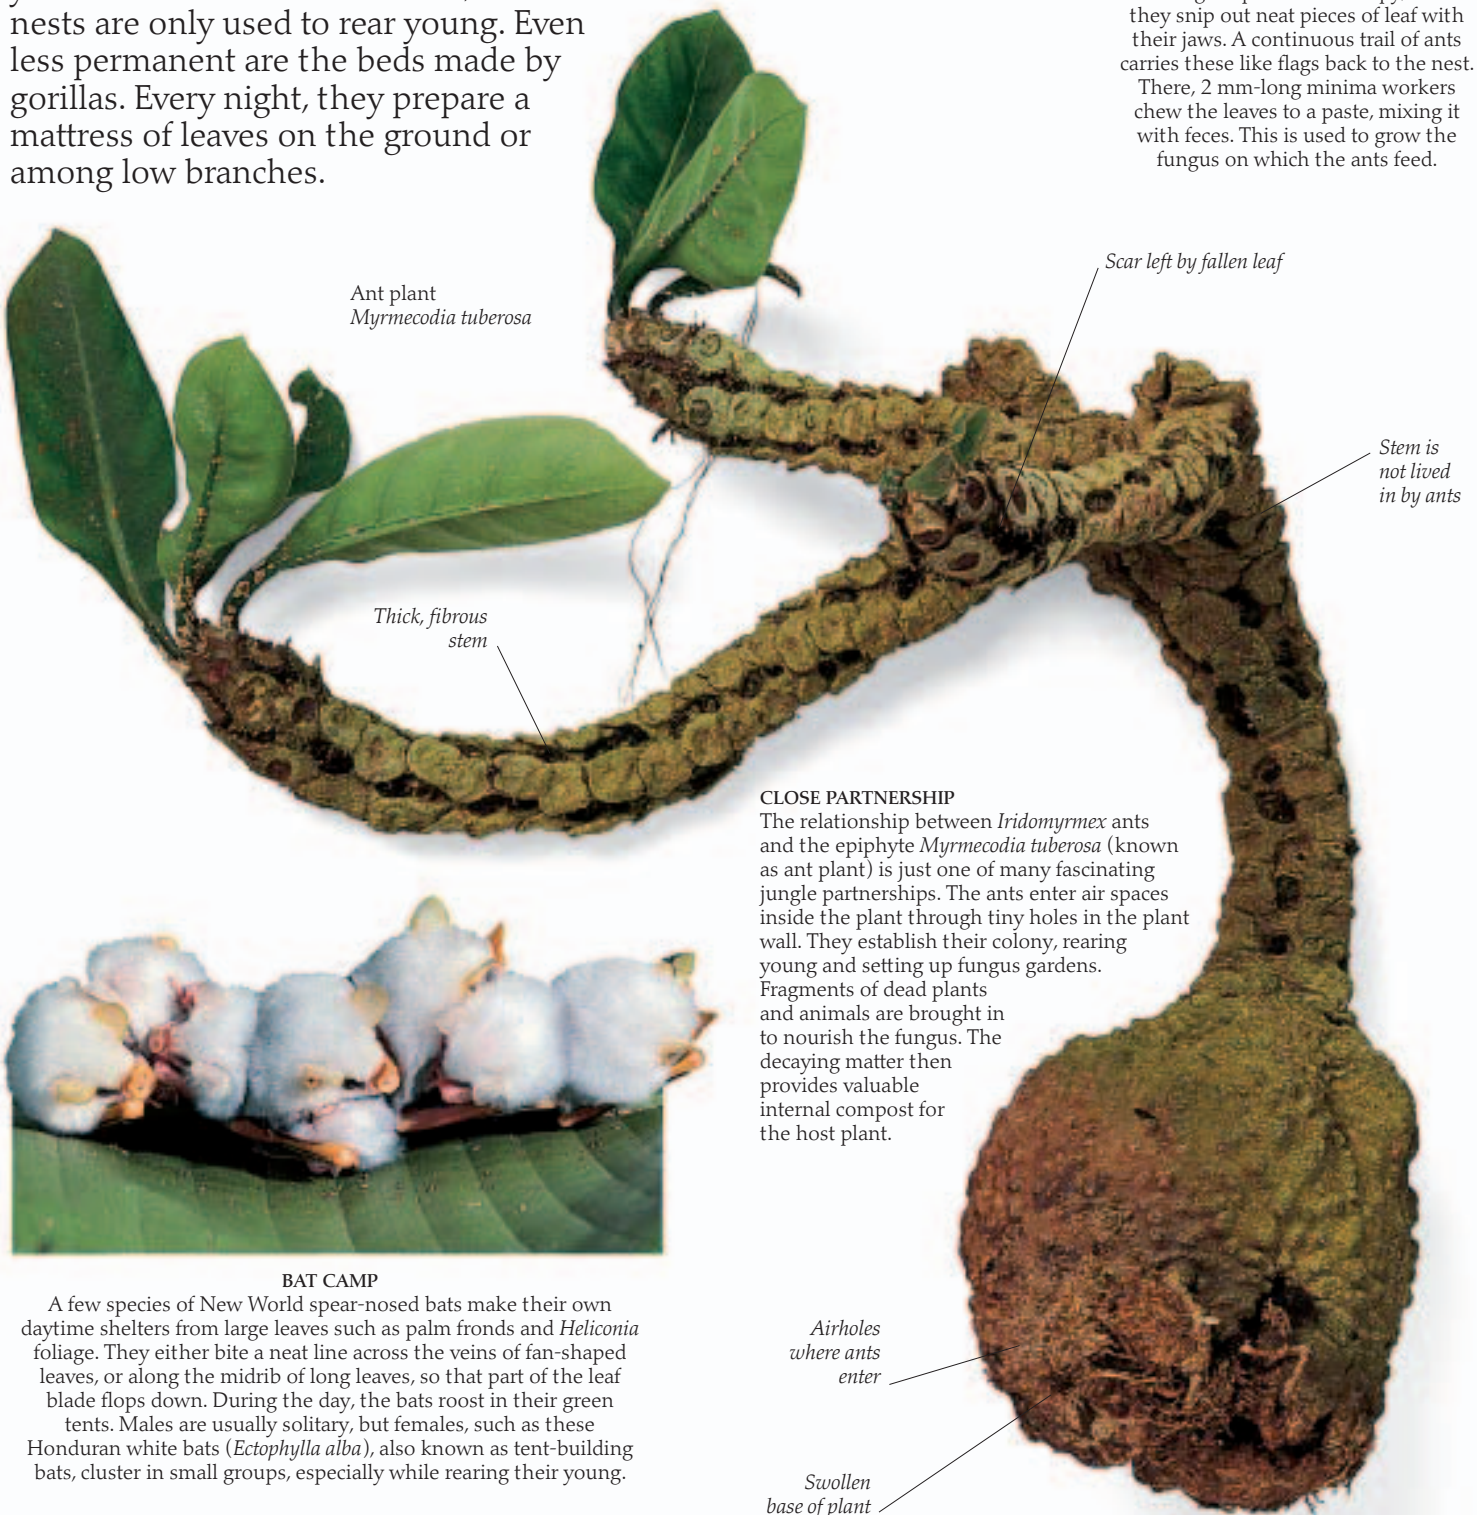 nests are only used to rear young. Even
less permanent are the beds made by
gorillas. Every night, they prepare a
mattress of leaves on the ground or
among low branches.
they snip out neat pieces of leaf with
their jaws. A continuous trail of ants
carries these like flags back to the nest.
There, 2 mm-long minima workers
chew the leaves to a paste, mixing it
with feces. This is used to grow the
fungus on which the ants feed.
Scar left by fallen leaf
Ant plant
Myrmecodia tuberosa
Stem is
not lived
in by ants
Thick, fibrous
stem
CLOSE PARTNERSHIP
The relationship between Iridomyrmex ants
and the epiphyte Myrmecodia tuberosa (known
as ant plant) is just one of many fascinating
jungle partnerships. The ants enter air spaces
inside the plant through tiny holes in the plant
wall. They establish their colony, rearing
young and setting up fungus gardens.
Fragments of dead plants
and animals are brought in
to nourish the fungus. The
decaying matter then
provides valuable
internal compost for
the host plant.
BAT CAMP
A few species of New World spear-nosed bats make their own
daytime shelters from large leaves such as palm fronds and Heliconia
foliage. They either bite a neat line across the veins of fan-shaped
leaves, or along the midrib of long leaves, so that part of the leaf
blade flops down. During the day, the bats roost in their green
tents. Males are usually solitary, but females, such as these
Honduran white bats (Ectophylla alba), also known as tent-building
bats, cluster in small groups, especially while rearing their young.
Airholes
where ants
enter
Swollen
base of plant